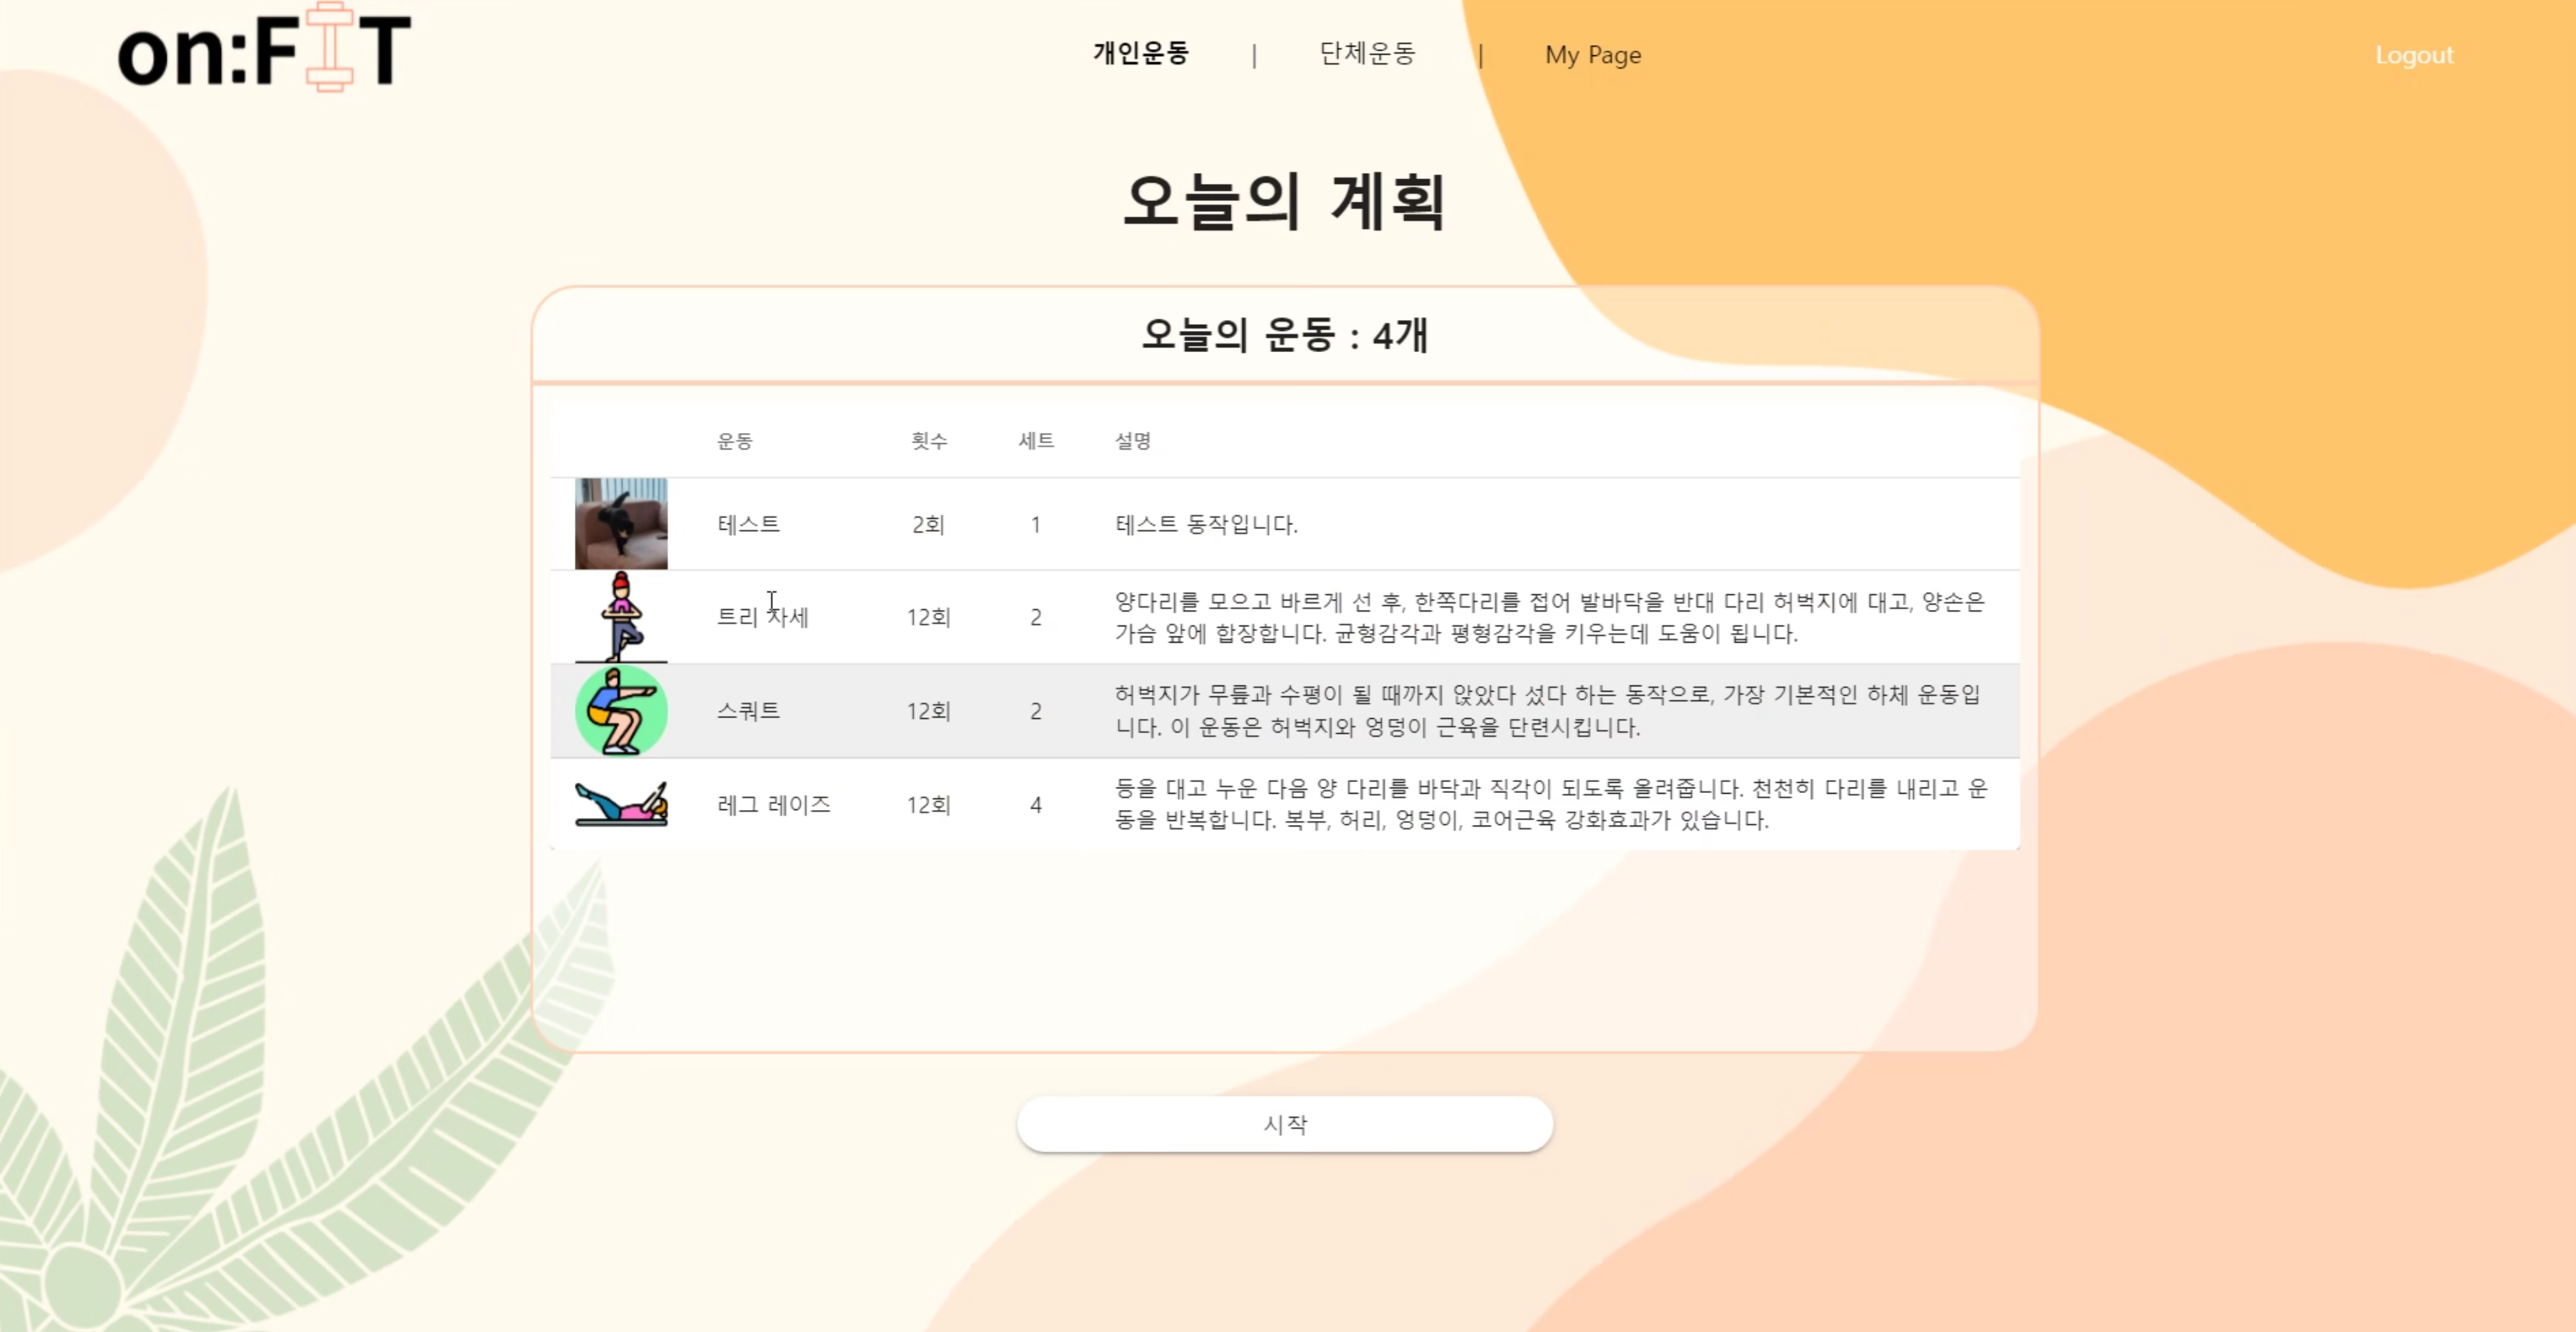 on:FIT
개인운동 | 단체운동 | My Page
Logout
오늘의 계획
오늘의 운동 : 4개
운동 횟수 세트 설명
테스트 2회 1 테스트 동작입니다.
트리 자세 12회 2 양다리를 모으고 바르게 선 후, 한쪽다리를 접어 발바닥을 반대 다리 허벅지에 대고, 양손은
가슴 앞에 합장합니다. 균형감각과 평형감각을 키우는데 도움이 됩니다.
스쿼트 12회 2 허벅지가 무릎과 수평이 될 때까지 앉았다 섰다 하는 동작으로, 가장 기본적인 하체 운동입
니다. 이 운동은 허벅지와 엉덩이 근육을 단련시킵니다.
레그 레이즈 12회 4 등을 대고 누운 다음 양 다리를 바닥과 직각이 되도록 올려줍니다. 천천히 다리를 내리고 운
동을 반복합니다. 복부, 허리, 엉덩이, 코어근육 강화효과가 있습니다.
시작